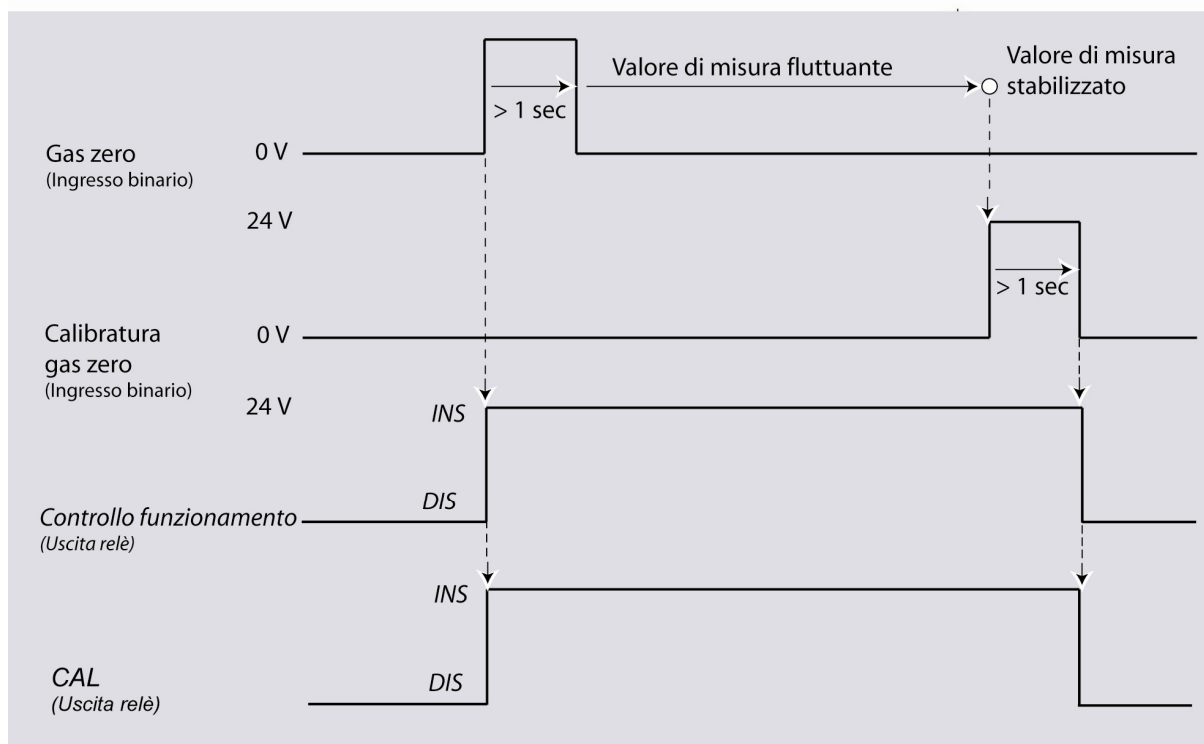 Valore di misura fluttuante
Valore di misura
stabilizzato
> 1 sec
Gas zero
(Ingresso binario)
0 V
24 V
> 1 sec
Calibratura
gas zero
(Ingresso binario)
0 V
24 V
INS
DIS
Controllo funzionamento
(Uscita relè)
INS
DIS
CAL
(Uscita relè)